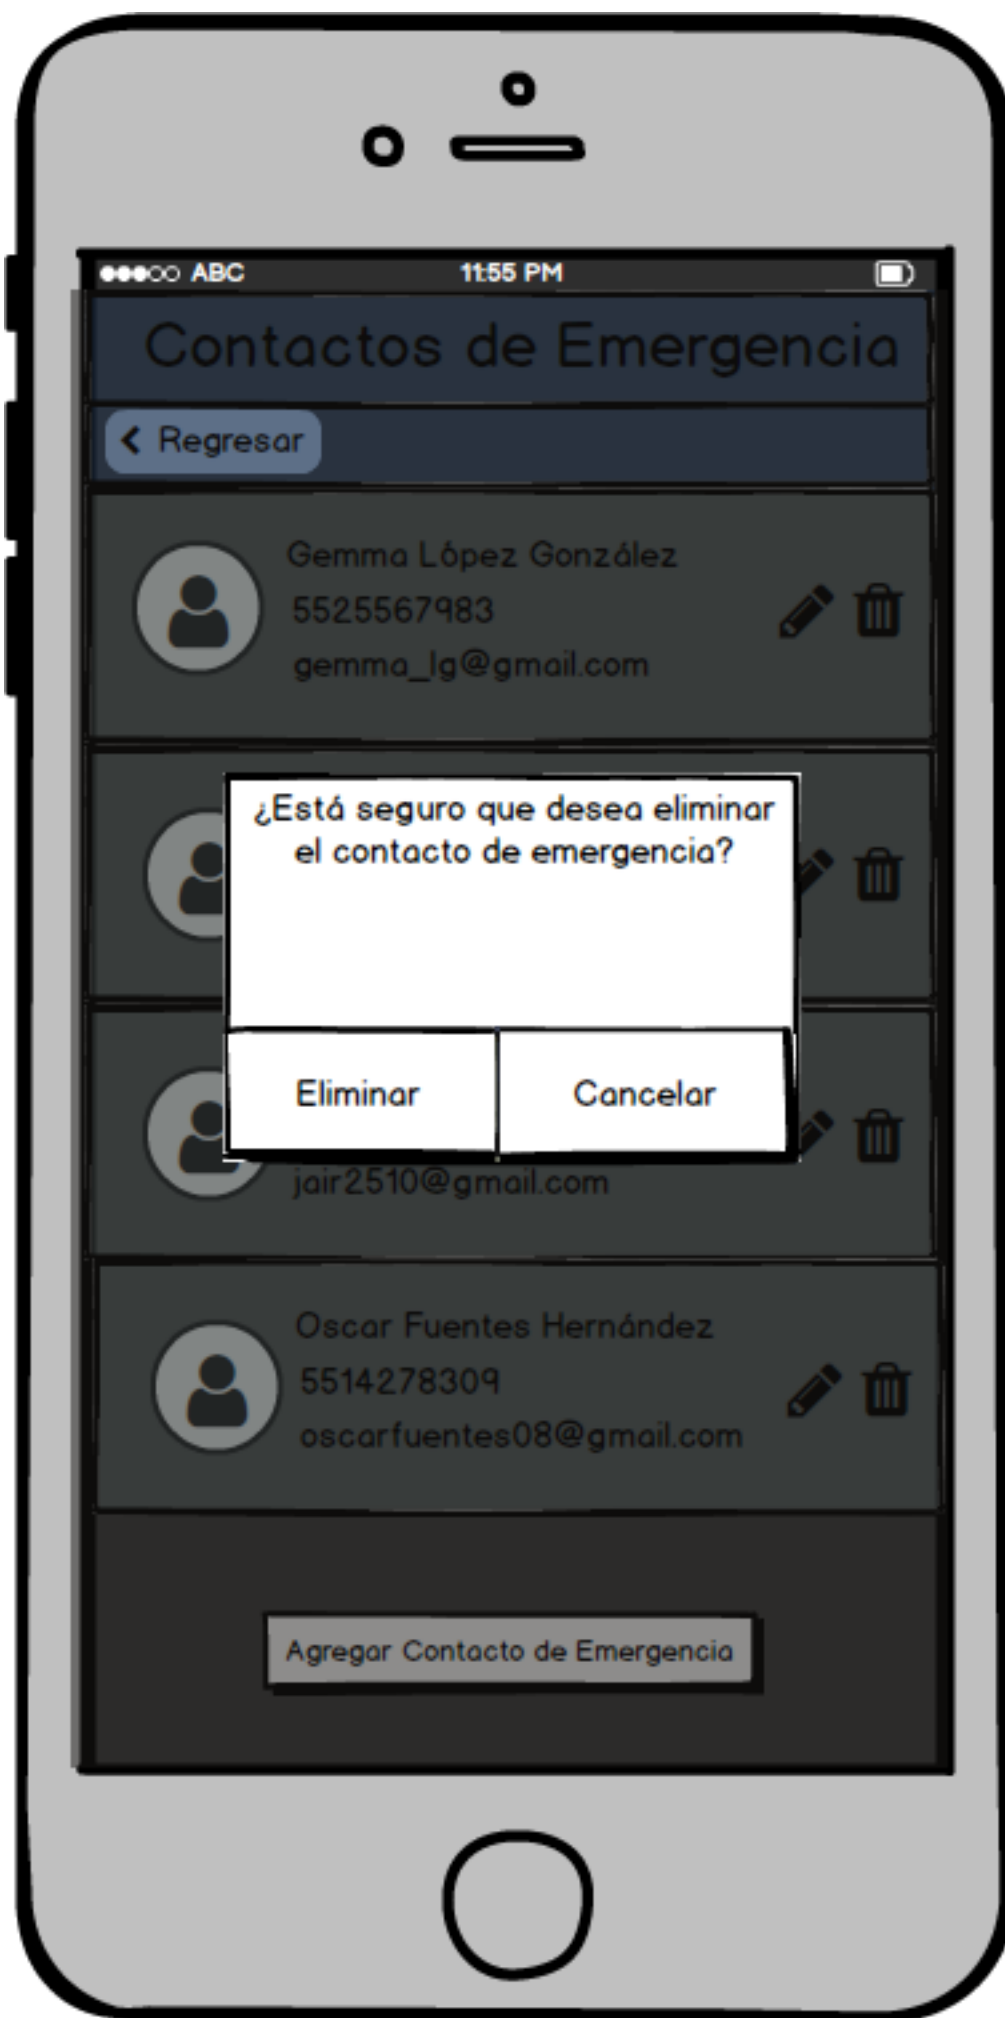 ABC 11:55 PM
Contactos de Emergencia
Regresar
Gemma López González
5525567983
gemma_lg@gmail.com
¿Está seguro que desea eliminar
el contacto de emergencia?
Eliminar Cancelar
jair2510@gmail.com
Oscar Fuentes Hernández
5514278309
oscarfuentes08@gmail.com
Agregar Contacto de Emergencia